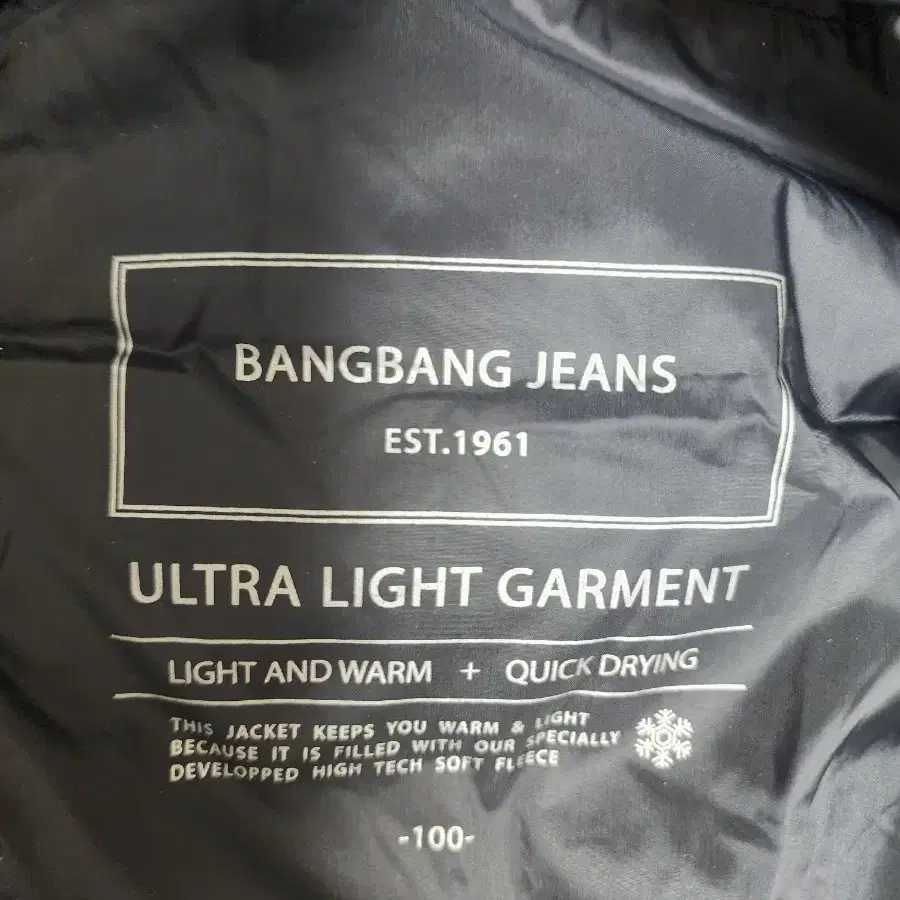 BANGBANG JEANS
EST.1961
ULTRA LIGHT GARMENT
LIGHT AND WARM + QUICK DRYING
THIS JACKET KEEPS YOU WARM & LIGHT
BECAUSE IT IS FILLED WITH OUR SPECIALLY
DEVELOPPED HIGH TECH SOFT FLEECE
-100-